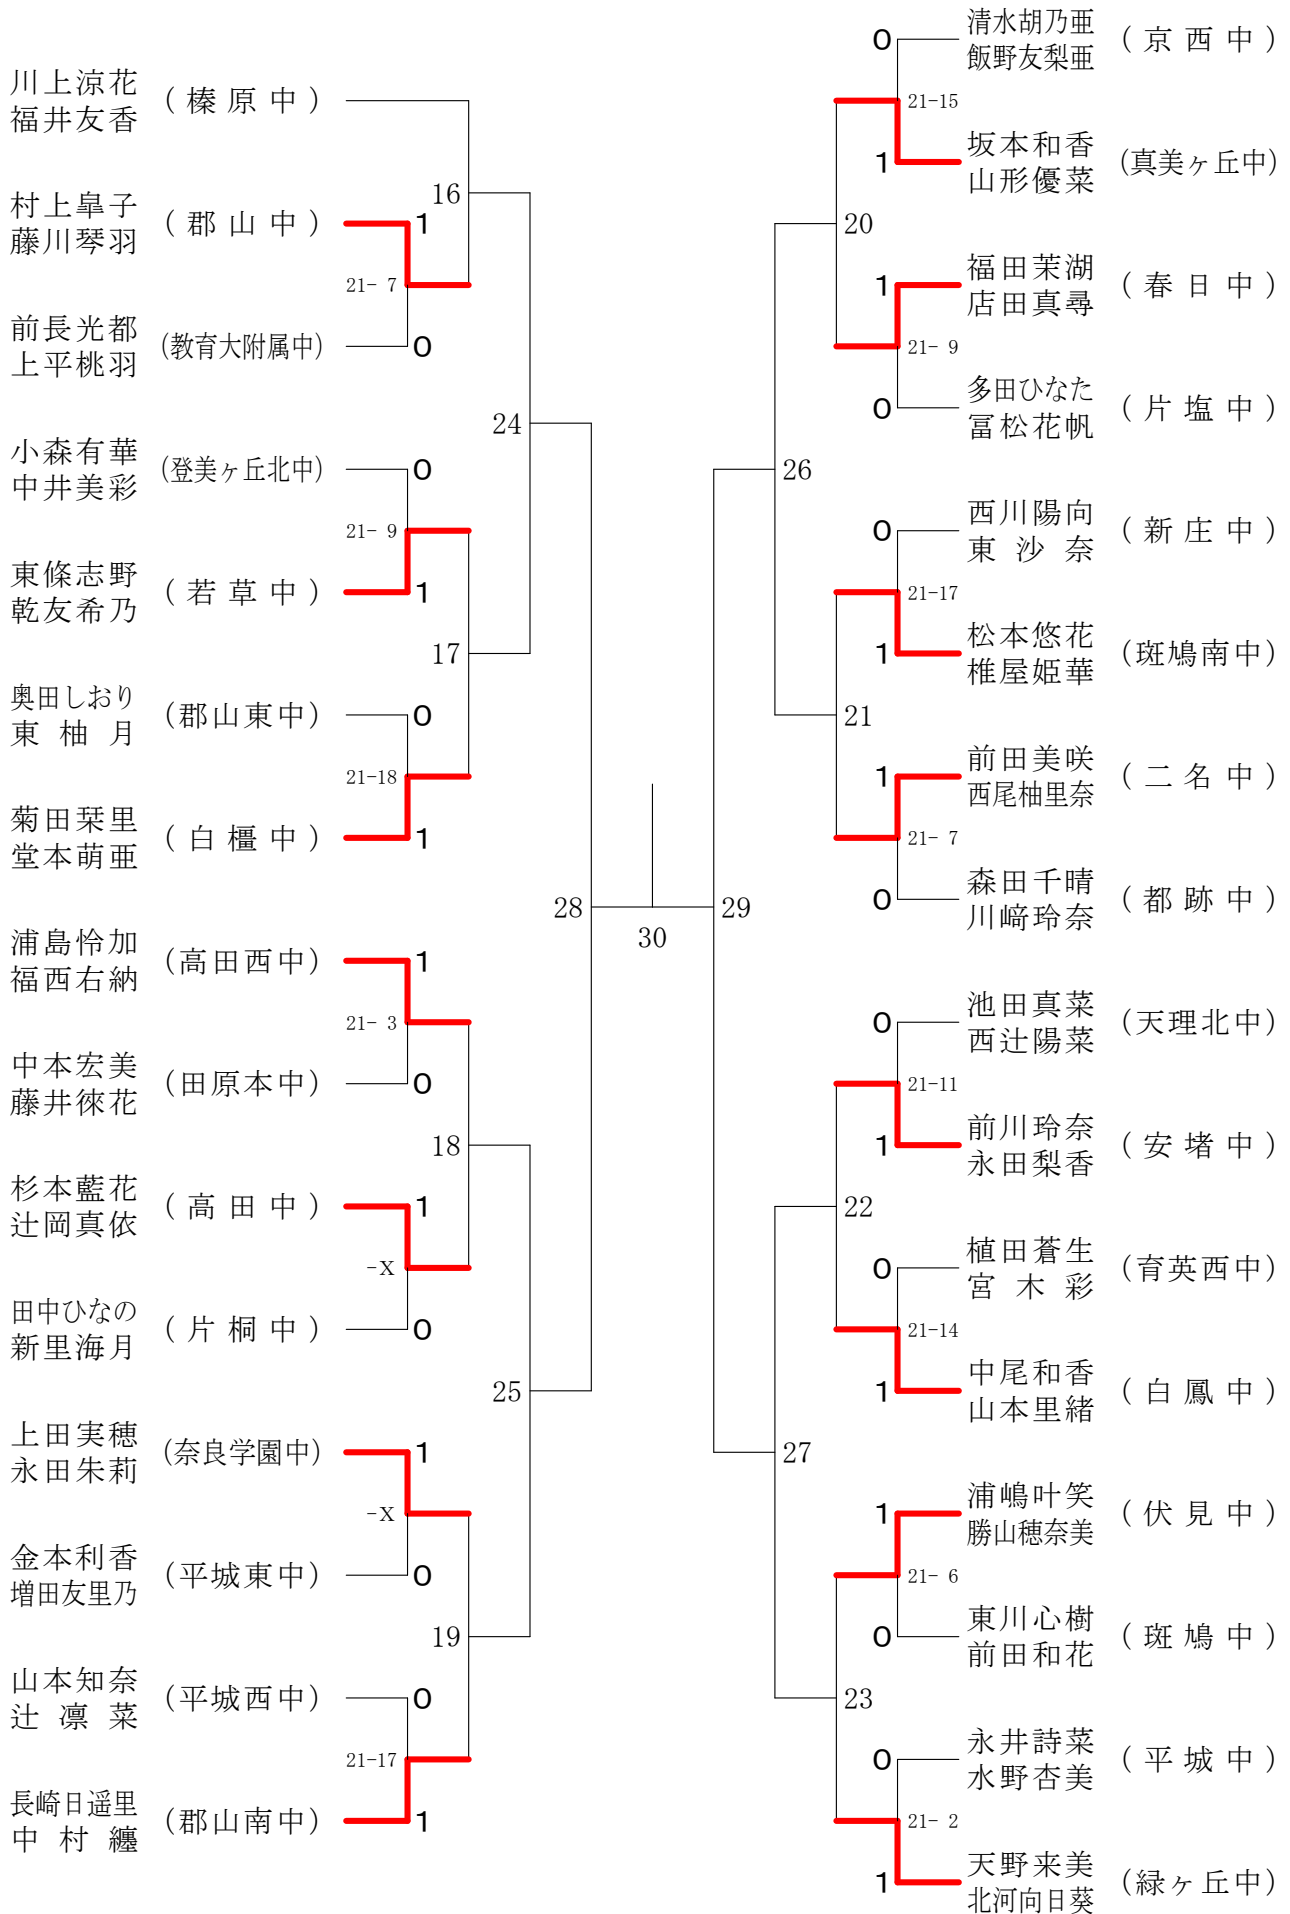 川上涼花
福井友香
(榛原中)
村上皐子
藤川琴羽
(郡山中)
1
21- 7
前長光都
上平桃羽
(教育大附属中)
0
16
小森有華
中井美彩
(登美ヶ丘北中)
0
21- 9
東條志野
乾友希乃
(若草中)
1
24
17
奥田しおり
東柚月
(郡山東中)
0
21-18
菊田栞里
堂本萌亜
(白橿中)
1
浦島怜加
福西右納
(高田西中)
1
21- 3
中本宏美
藤井徠花
(田原本中)
0
18
杉本藍花
辻岡真依
(高田中)
1
-X
田中ひなの
新里海月
(片桐中)
0
25
上田実穂
永田朱莉
(奈良学園中)
1
-X
金本利香
増田友里乃
(平城東中)
0
19
山本知奈
辻凛菜
(平城西中)
0
21-17
長崎日遥里
中村纏
(郡山南中)
1
28
30
29
0
清水胡乃亜
飯野友梨亜
(京西中)
21-15
1
坂本和香
山形優菜
(真美ヶ丘中)
20
1
福田茉湖
店田真尋
(春日中)
21- 9
0
多田ひなた
冨松花帆
(片塩中)
26
0
西川陽向
東沙奈
(新庄中)
21-17
1
松本悠花
椎屋姫華
(斑鳩南中)
21
1
前田美咲
西尾柚里奈
(二名中)
21- 7
0
森田千晴
川﨑玲奈
(都跡中)
0
池田真菜
西辻陽菜
(天理北中)
21-11
1
前川玲奈
永田梨香
(安堵中)
22
0
植田蒼生
宮木彩
(育英西中)
21-14
1
中尾和香
山本里緒
(白鳳中)
27
1
浦嶋叶笑
勝山穂奈美
(伏見中)
21- 6
0
東川心樹
前田和花
(斑鳩中)
23
0
永井詩菜
水野杏美
(平城中)
21- 2
1
天野来美
北河向日葵
(緑ヶ丘中)